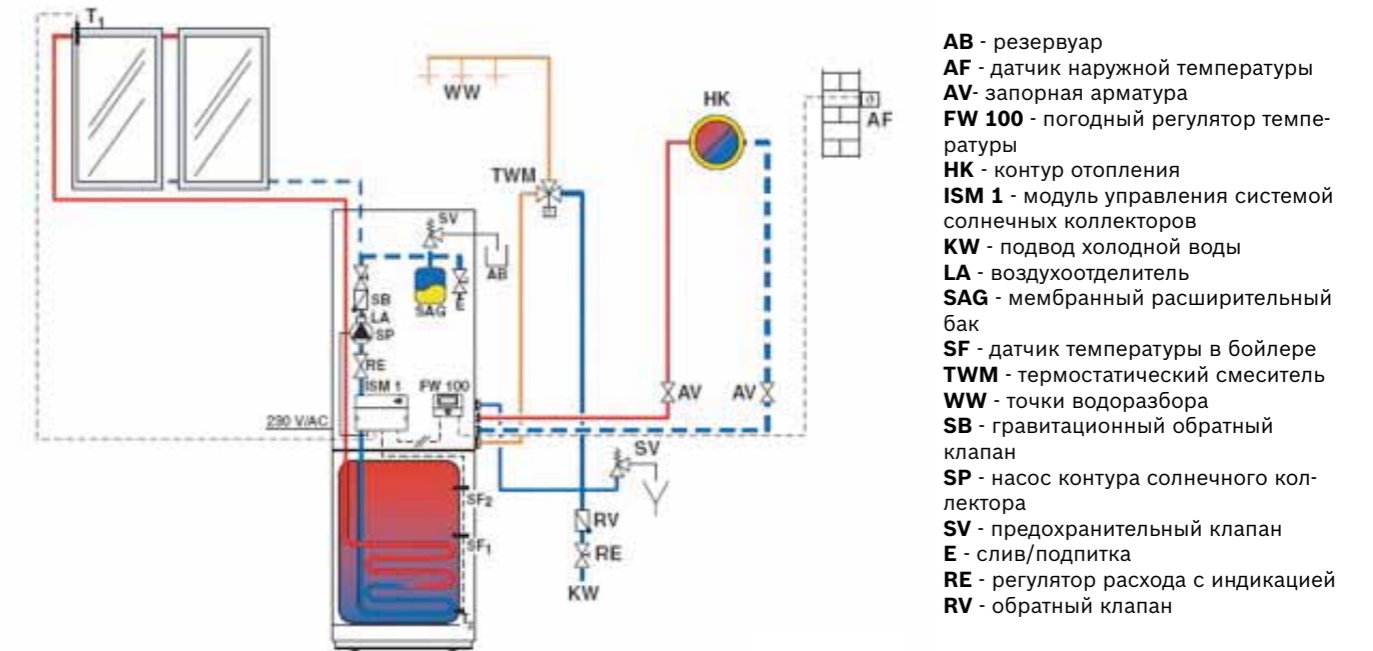 T1
WW
HK
AF
TWM
SV
AB
SB
SAG
E
LA
SP
RE
ISM 1
FW 100
AV
AV
230 V/AC
SV
SF2
RV
SF1
RE
KW
T2
AB - резервуар
AF - датчик наружной температуры
AV- запорная арматура
FW 100 - погодный регулятор темпе-
ратуры
HK - контур отопления
ISM 1 - модуль управления системой
солнечных коллекторов
KW - подвод холодной воды
LA - воздухоотделитель
SAG - мембранный расширительный
бак
SF - датчик температуры в бойлере
TWM - термостатический смеситель
WW - точки водоразбора
SB - гравитационный обратный
клапан
SP - насос контура солнечного кол-
лектора
SV - предохранительный клапан
E - слив/подпитка
RE - регулятор расхода с индикацией
RV - обратный клапан